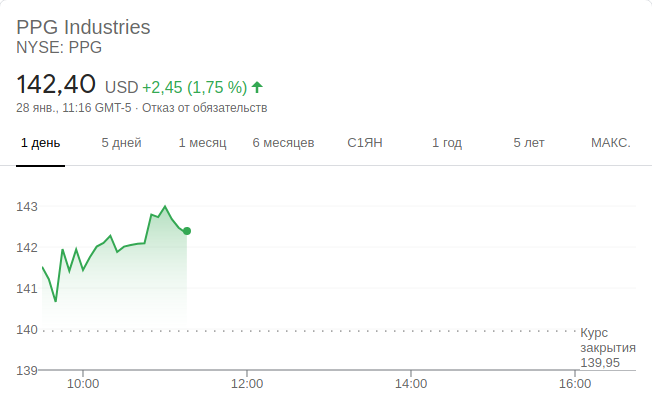 PPG Industries
NYSE: PPG
142,40 USD +2,45 (1,75 %)
28 янв., 11:16 GMT-5 · Отказ от обязательств
1 день 5 дней 1 месяц 6 месяцев С1ЯН 1 год 5 лет МАКС.
143
142
141
140
Курс
закрытия
139,95
139
10:00 12:00 14:00 16:00